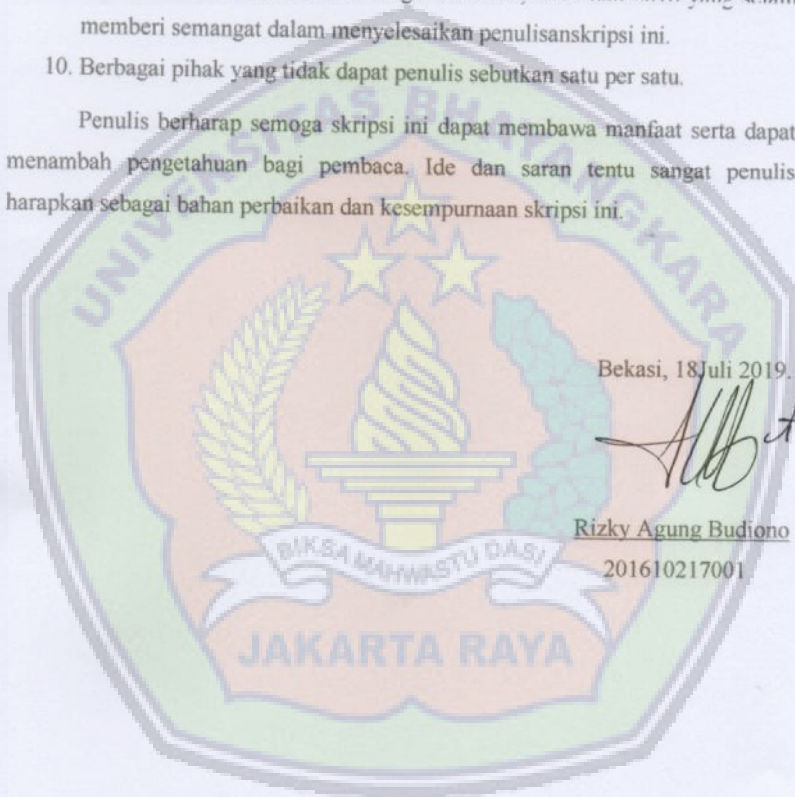 memberi semangat dalam menyelesaikan penulisanskripsi ini.
10. Berbagai pihak yang tidak dapat penulis sebutkan satu per satu.
Penulis berharap semoga skripsi ini dapat membawa manfaat serta dapat
menambah pengetahuan bagi pembaca. Ide dan saran tentu sangat penulis
harapkan sebagai bahan perbaikan dan kesempurnaan skripsi ini.
UNIVERSITAS BHAYANGKARA
Bekasi, 18Juli 2019.
Rizky Agung Budiono
201610217001
BIKSA MAHWASTU DASI
JAKARTA RAYA